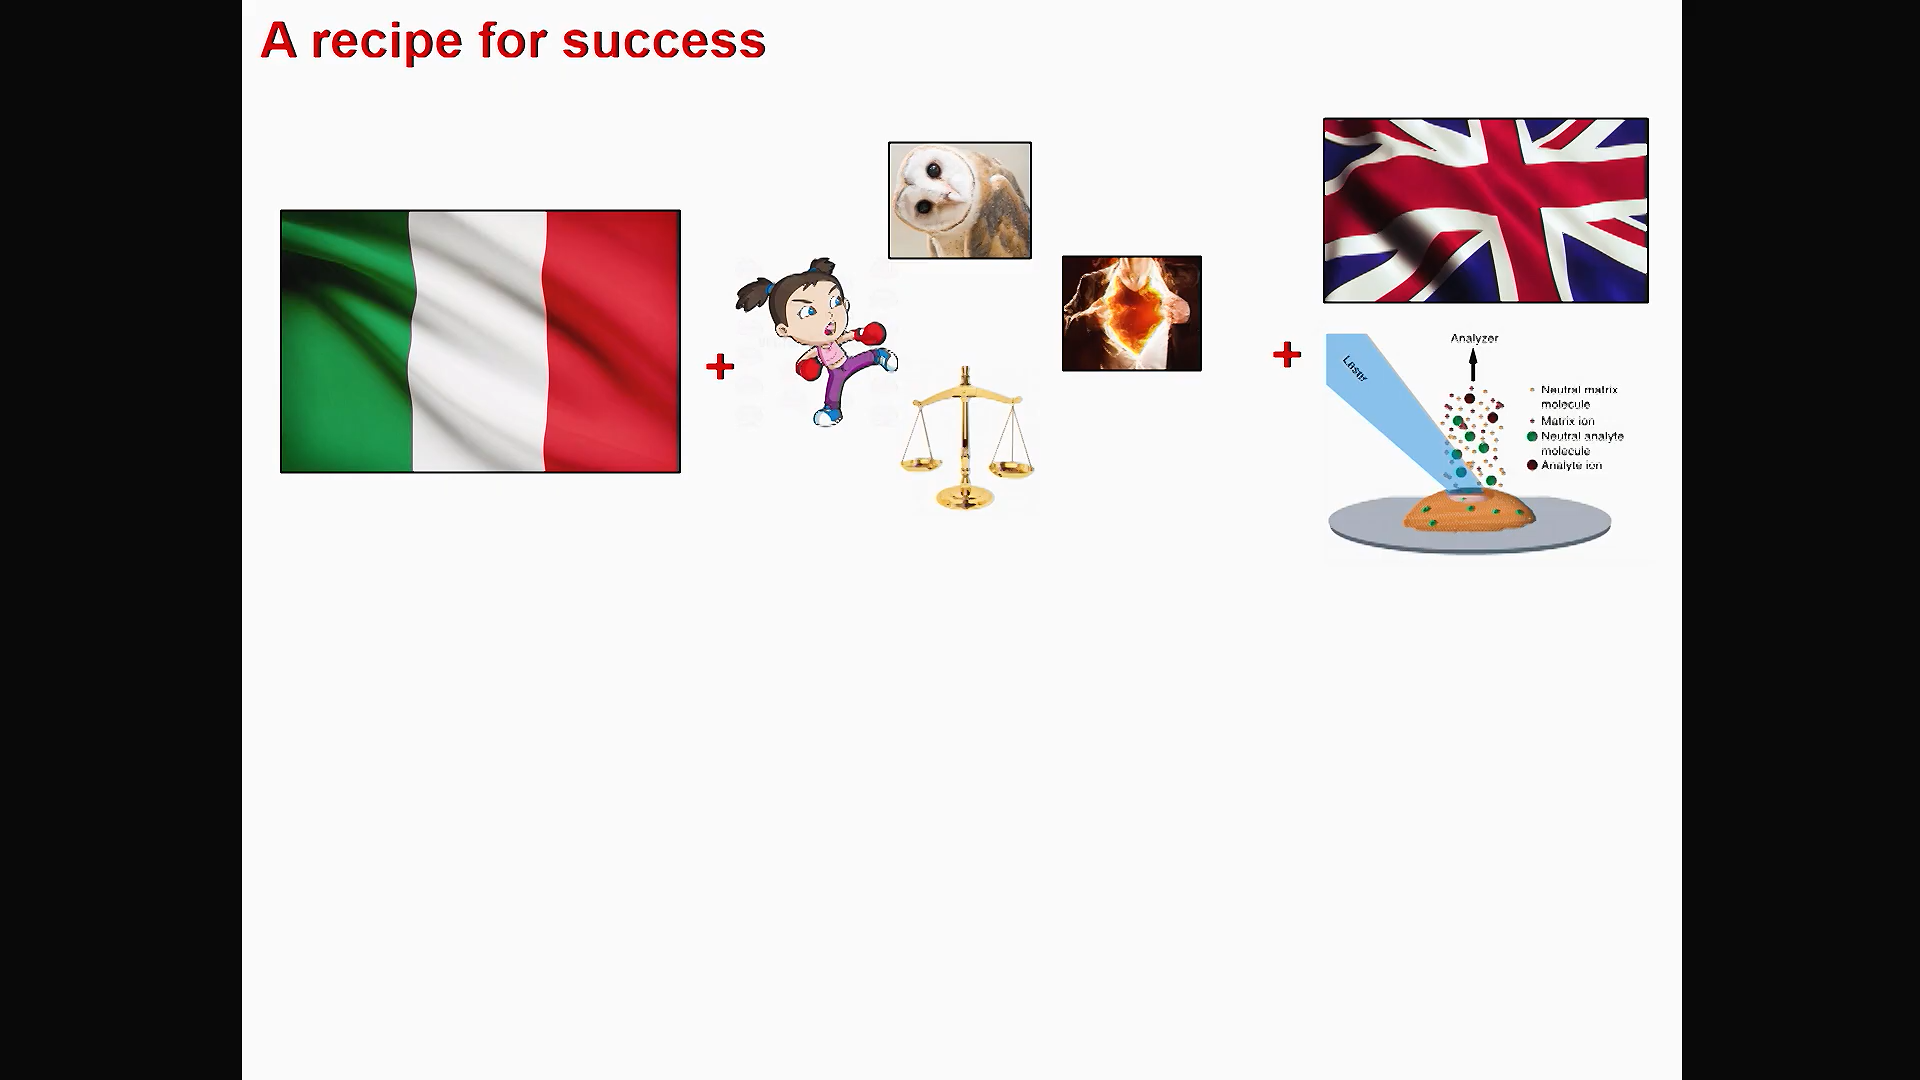 A recipe for success
Analyzer
Laser
Neutral matrix
molecule
Matrix ion
Neutral analyte
molecule
Analyte ion